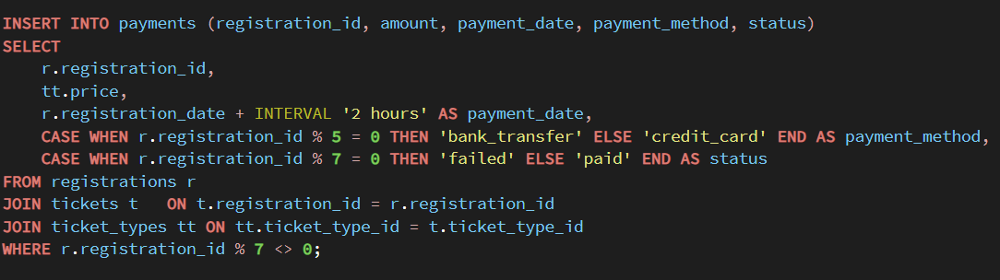 INSERT INTO payments (registration_id, amount, payment_date, payment_method, status)
SELECT
    r.registration_id,
    tt.price,
    r.registration_date + INTERVAL '2 hours' AS payment_date,
    CASE WHEN r.registration_id % 5 = 0 THEN 'bank_transfer' ELSE 'credit_card' END AS payment_method,
    CASE WHEN r.registration_id % 7 = 0 THEN 'failed' ELSE 'paid' END AS status
FROM registrations r
JOIN tickets t   ON t.registration_id = r.registration_id
JOIN ticket_types tt ON tt.ticket_type_id = t.ticket_type_id
WHERE r.registration_id % 7 <> 0;